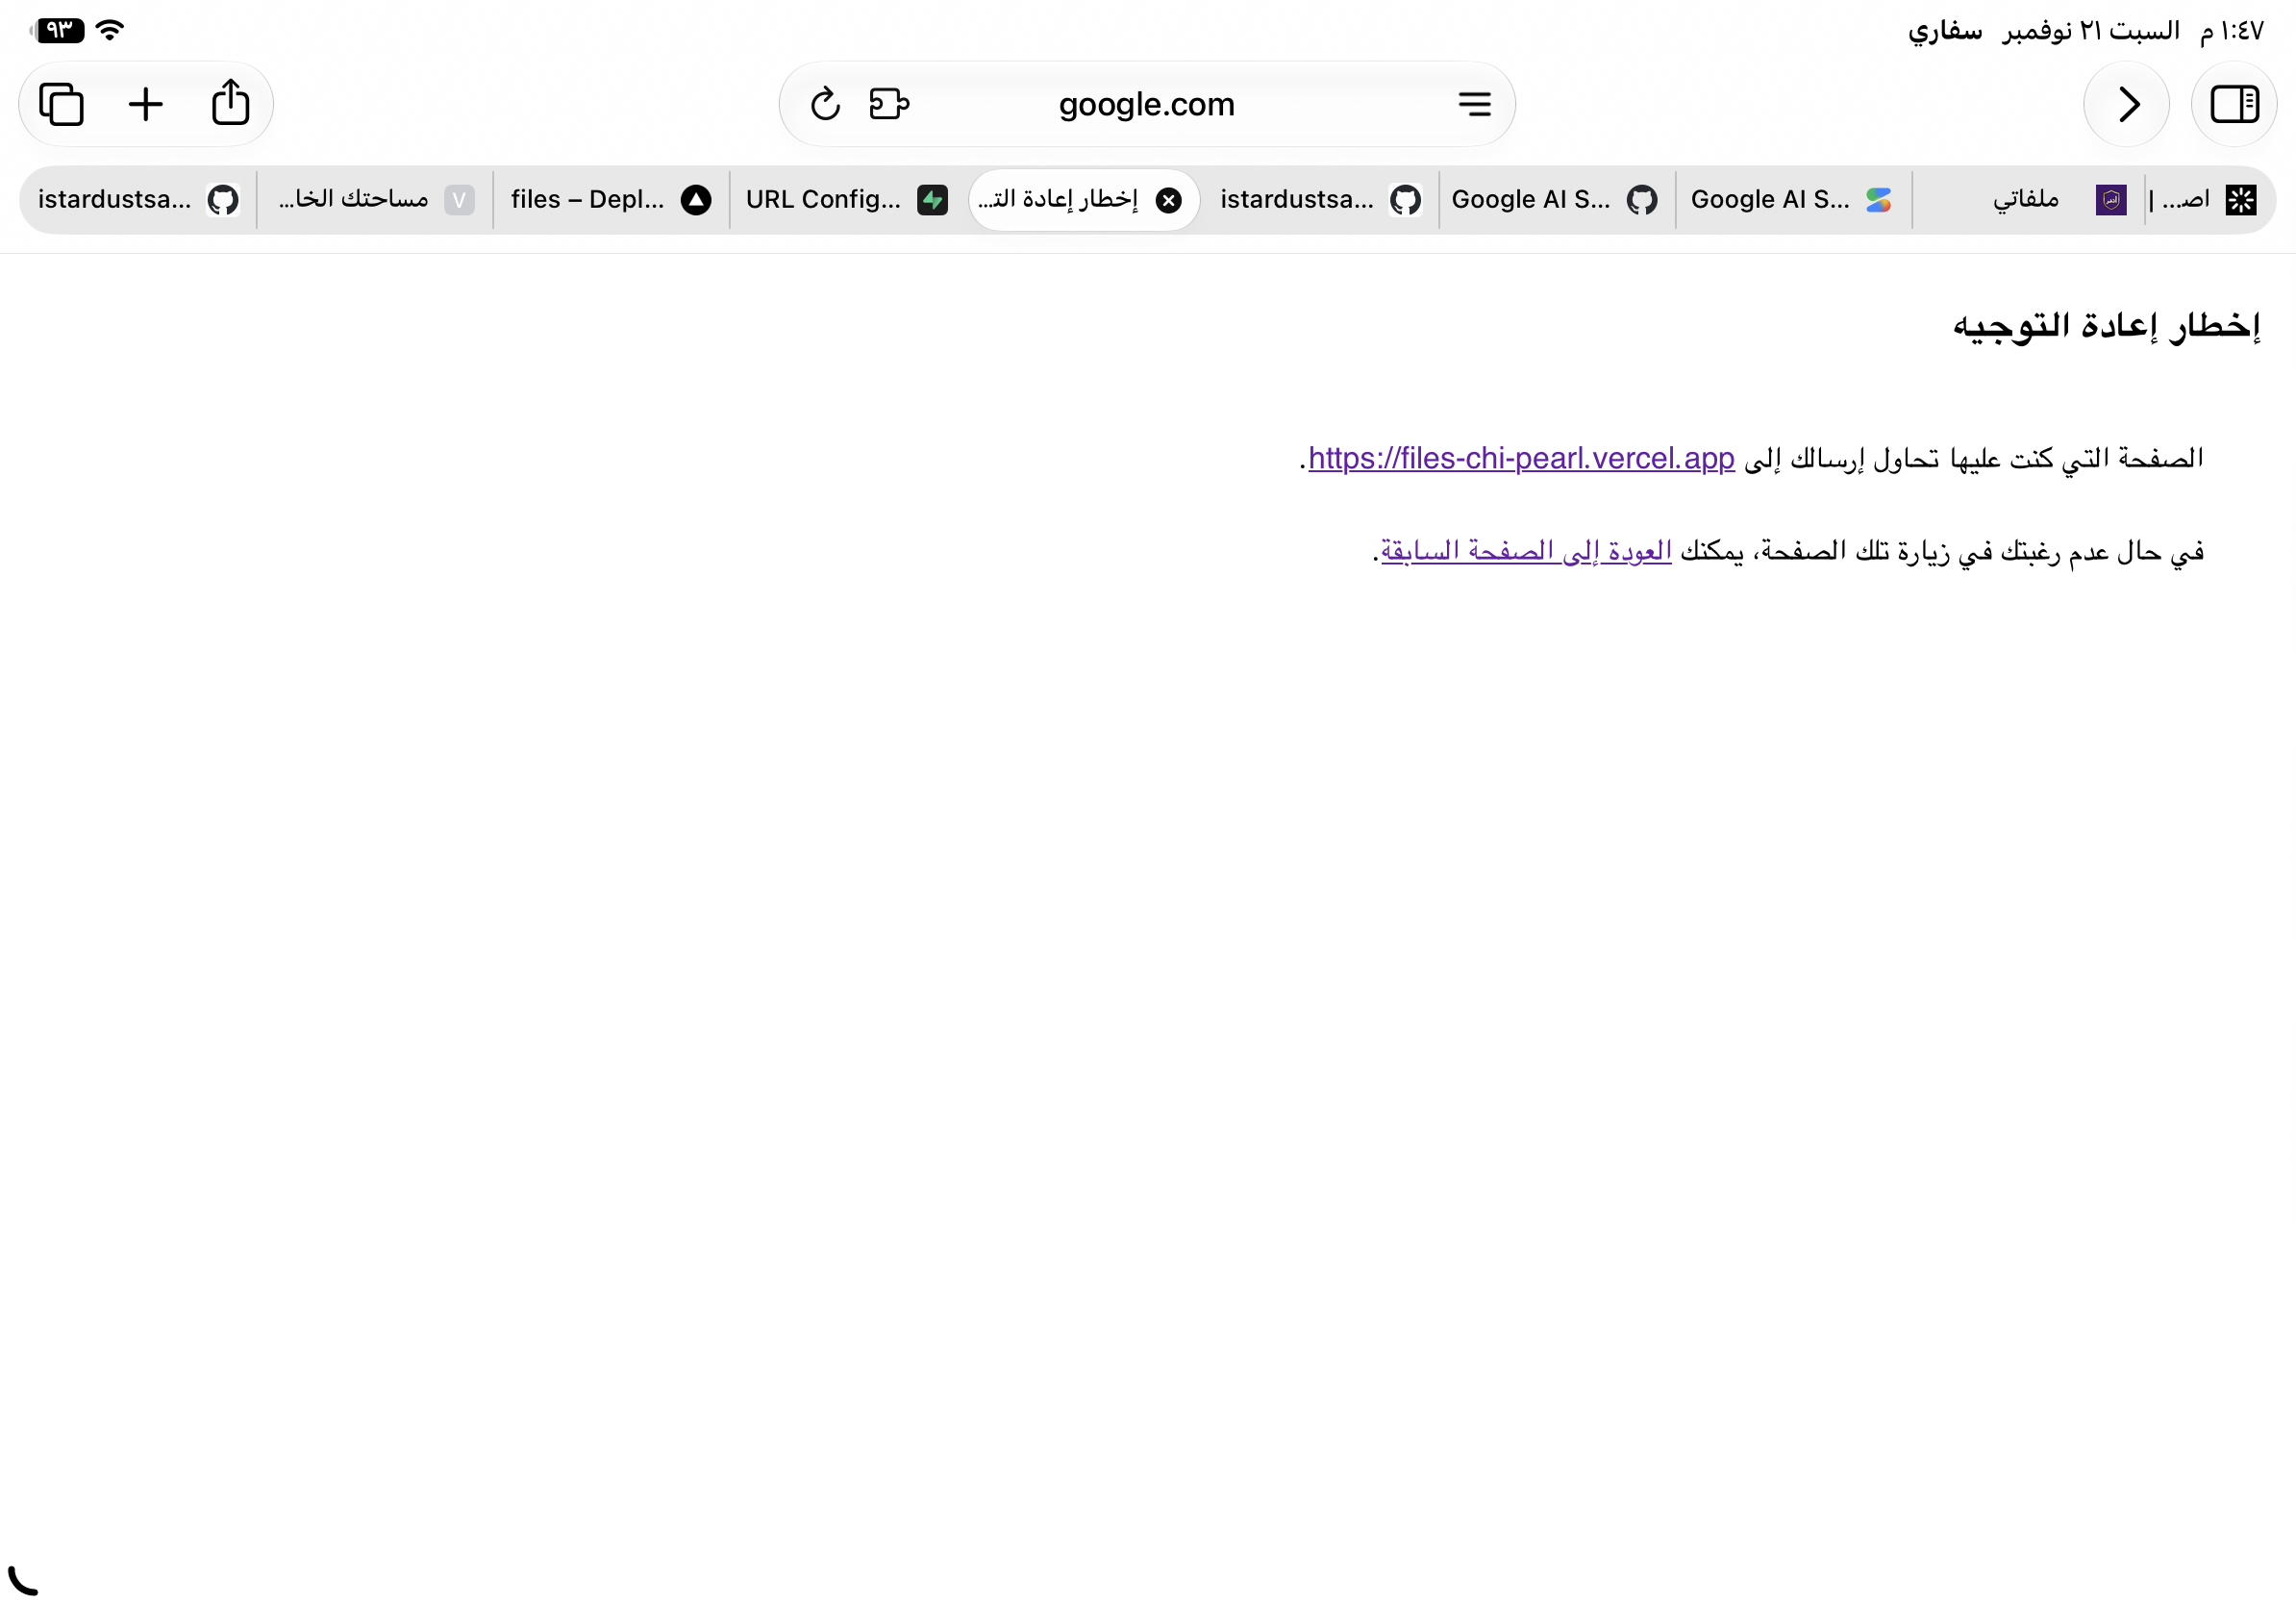 ١:٤٧ م السبت ٢١ نوفمبر سفاري
٩٣
google.com
اصـ... |
ملفاتي
Google AI S...
Google AI S...
istardustsa...
إخطار إعادة التـ...
URL Config...
files – Depl...
V مساحتك الخا...
istardustsa...
إخطار إعادة التوجيه
الصفحة التي كنت عليها تحاول إرسالك إلى https://files-chi-pearl.vercel.app.
في حال عدم رغبتك في زيارة تلك الصفحة، يمكنك العودة إلى الصفحة السابقة.